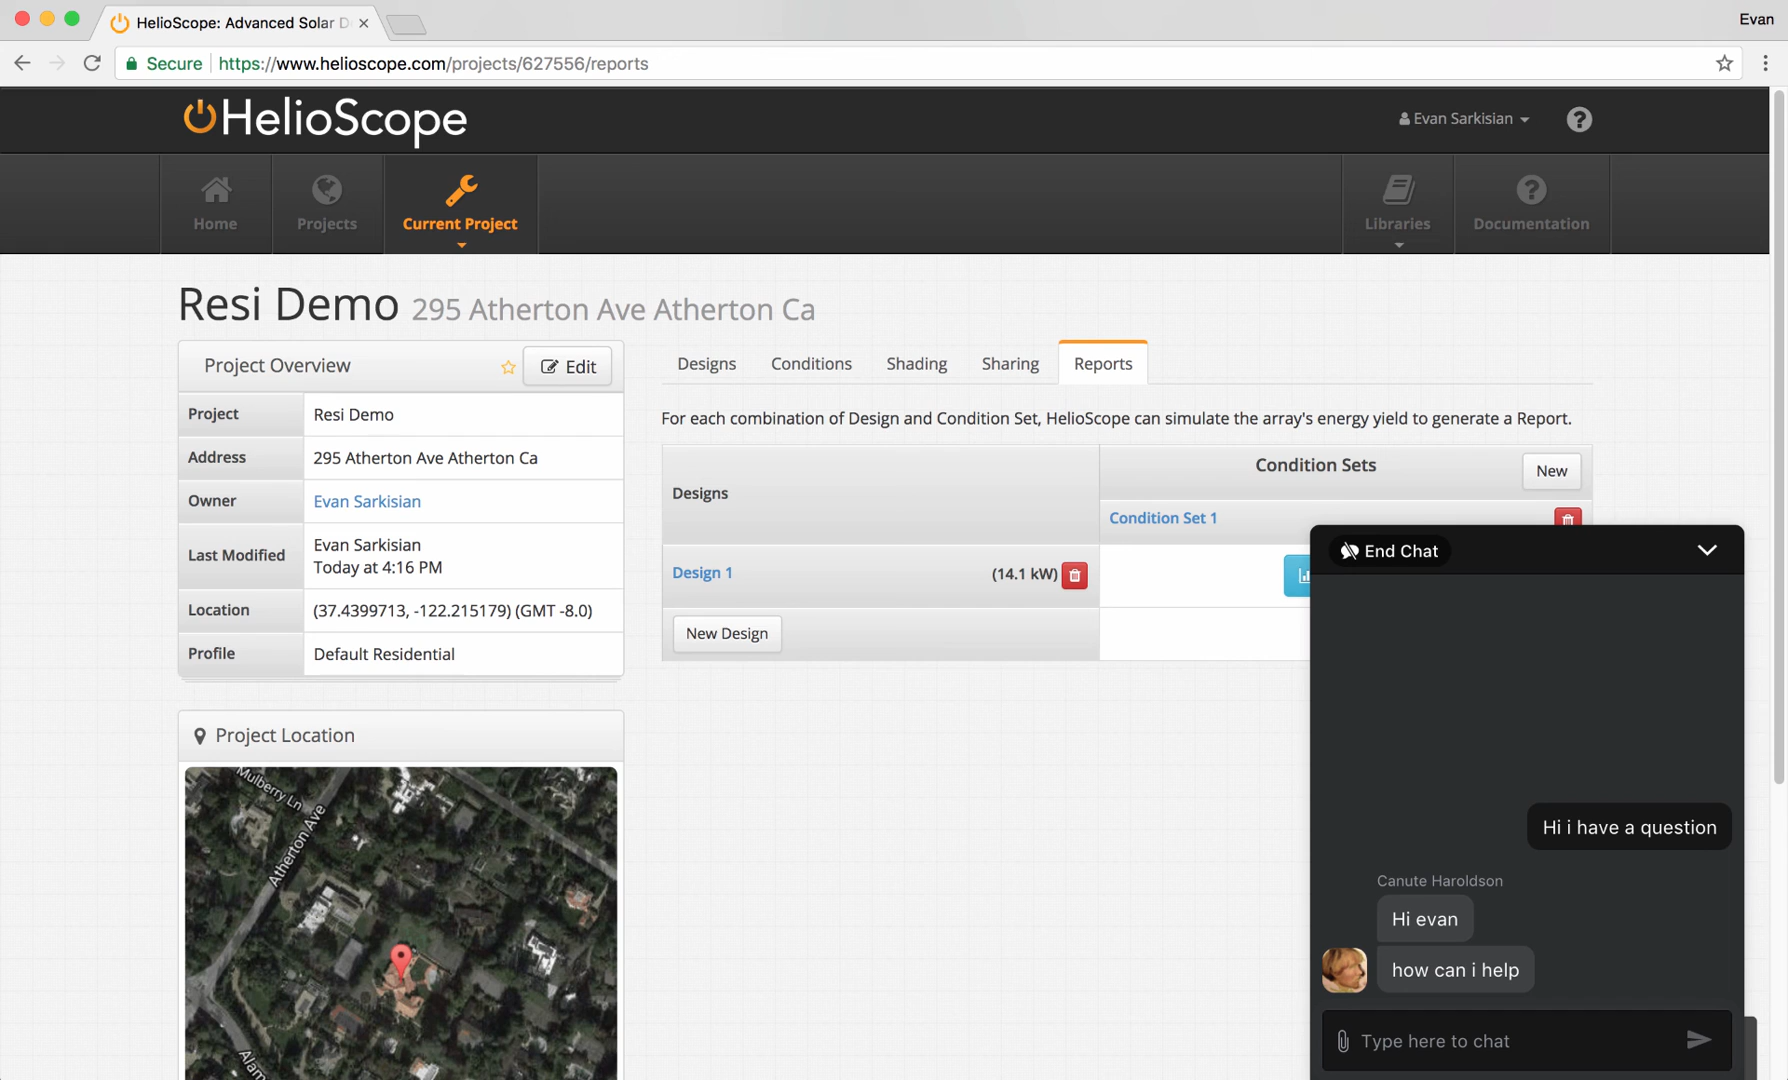 HelioScope: Advanced Solar D
Evan
Secure
https://www.helioscope.com/projects/627556/reports
HelioScope
Evan Sarkisian
Home
Projects
Current Project
Libraries
Documentation
Resi Demo 295 Atherton Ave Atherton Ca
Project Overview
Edit
Project
Resi Demo
Address
295 Atherton Ave Atherton Ca
Owner
Evan Sarkisian
Last Modified
Evan Sarkisian
Today at 4:16 PM
Location
(37.4399713, -122.215179) (GMT -8.0)
Profile
Default Residential
Project Location
Mulberry Ln
Atherton Ave
Designs
Conditions
Shading
Sharing
Reports
For each combination of Design and Condition Set, HelioScope can simulate the array's energy yield to generate a Report.
Designs
Condition Sets
New
Condition Set 1
Design 1
(14.1 kW)
New Design
End Chat
Hi i have a question
Canute Haroldson
Hi evan
how can i help
Type here to chat